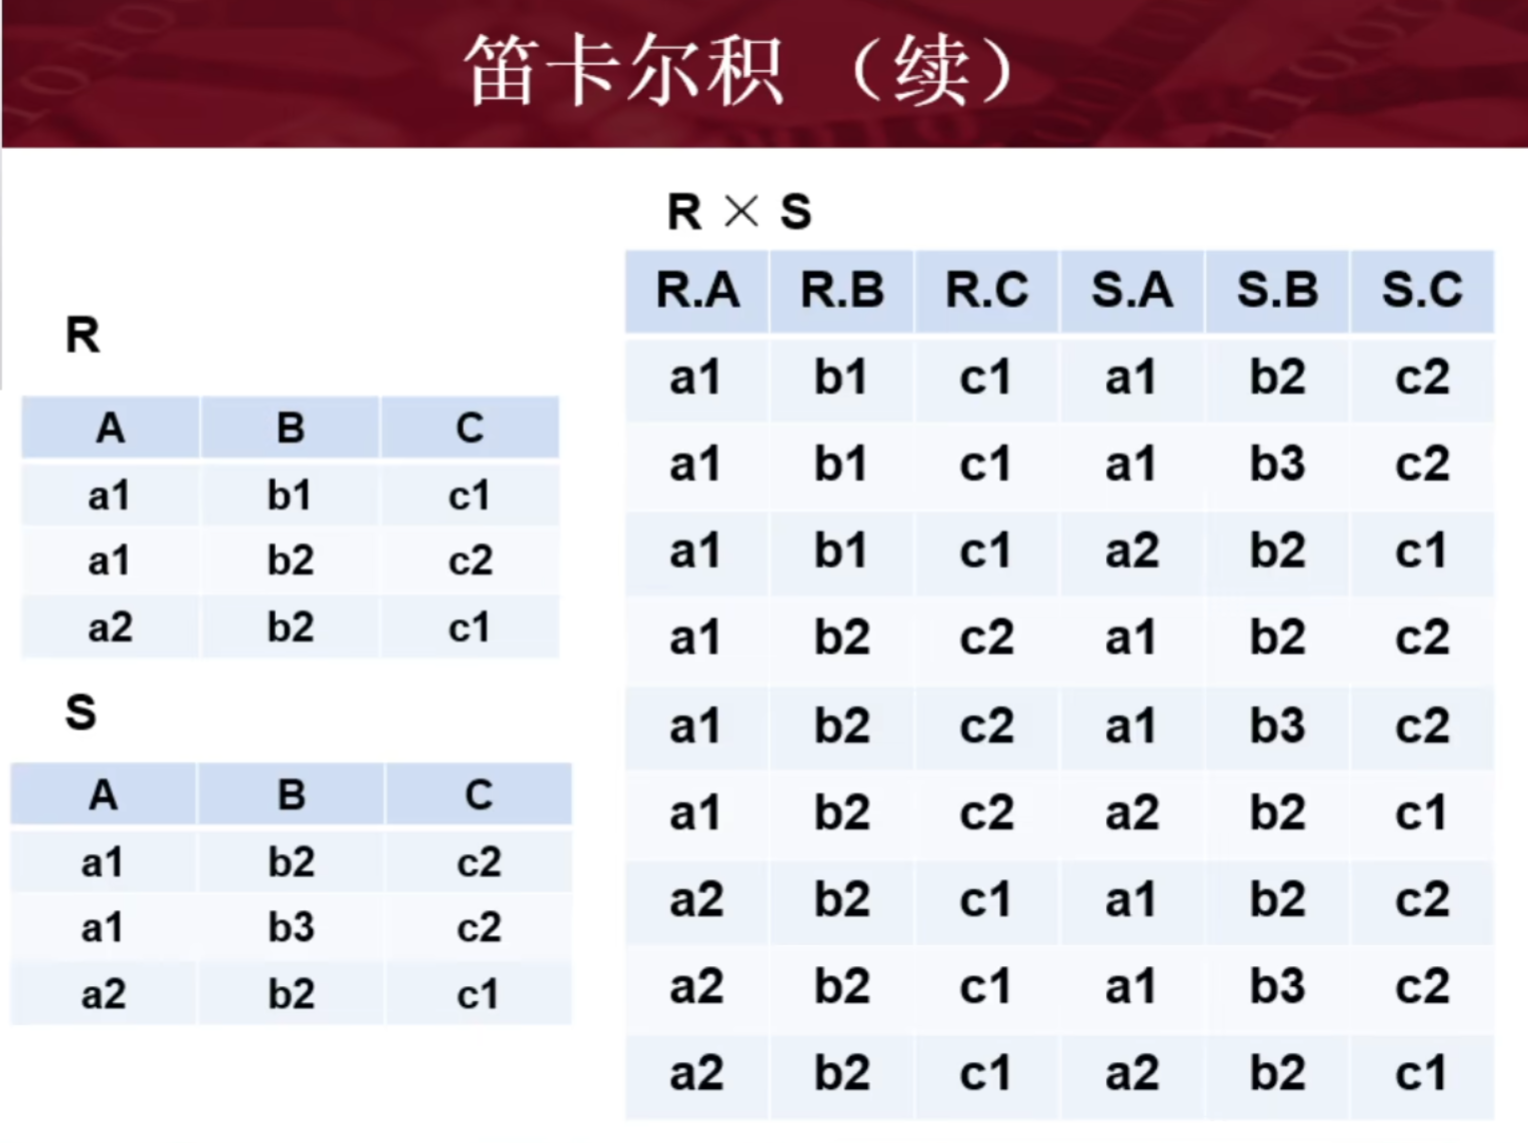 笛卡尔积 （续）
R
A B C
a1 b1 c1
a1 b2 c2
a2 b2 c1
S
A B C
a1 b2 c2
a1 b3 c2
a2 b2 c1
R × S
R.A R.B R.C S.A S.B S.C
a1 b1 c1 a1 b2 c2
a1 b1 c1 a1 b3 c2
a1 b1 c1 a2 b2 c1
a1 b2 c2 a1 b2 c2
a1 b2 c2 a1 b3 c2
a1 b2 c2 a2 b2 c1
a2 b2 c1 a1 b2 c2
a2 b2 c1 a1 b3 c2
a2 b2 c1 a2 b2 c1